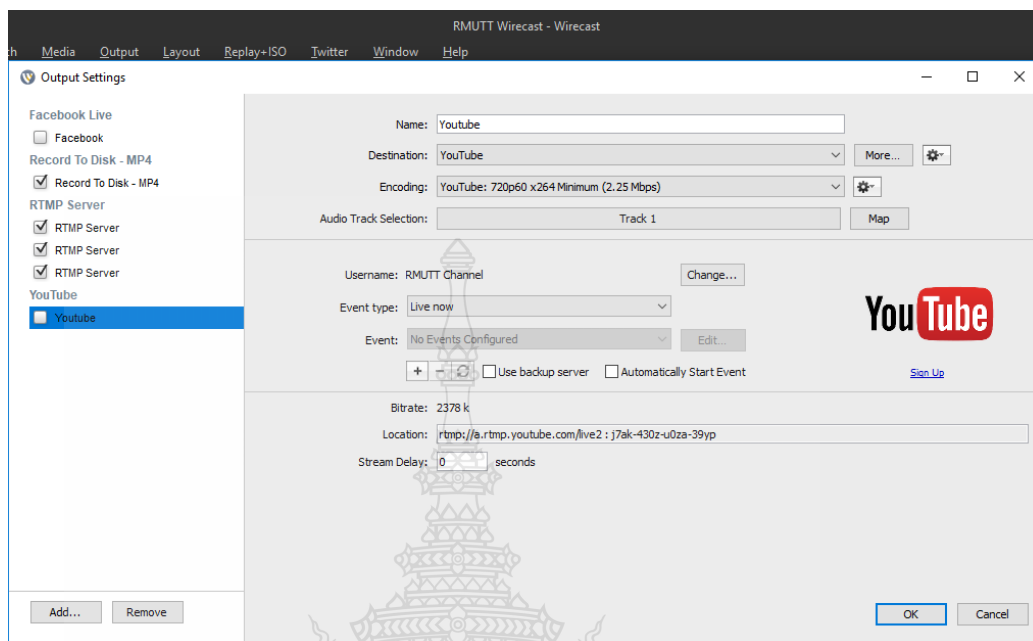 RMUTT Wirecast - Wirecast
ch Media Output Layout Replay+ISO Twitter Window Help
Output Settings
Facebook Live
Facebook
Record To Disk - MP4
Record To Disk - MP4
RTMP Server
RTMP Server
RTMP Server
RTMP Server
YouTube
Youtube
Add... Remove
Name: Youtube
Destination: YouTube More...
Encoding: YouTube: 720p60 x264 Minimum (2.25 Mbps)
Audio Track Selection: Track 1 Map
Username: RMUTT Channel Change...
Event type: Live now
Event: No Events Configured Edit...
+ - Use backup server Automatically Start Event
YouTube
Sign Up
Bitrate: 2378 k
Location: rtmp://a.rtmp.youtube.com/live2 : j7ak-430z-u0za-39yp
Stream Delay: 0 seconds
OK Cancel